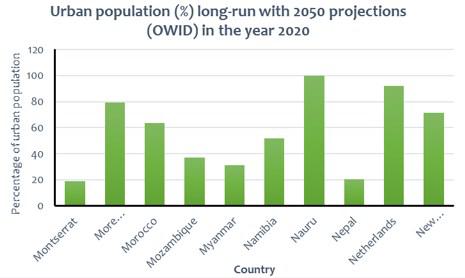 Urban population (%) long-run with 2050 projections
(OWID) in the year 2020
Percentage of urban population
120
100
80
60
40
20
0
Montserrat
More...
Morocco
Mozambique
Myanmar
Namibia
Nauru
Nepal
Netherlands
New...
Country